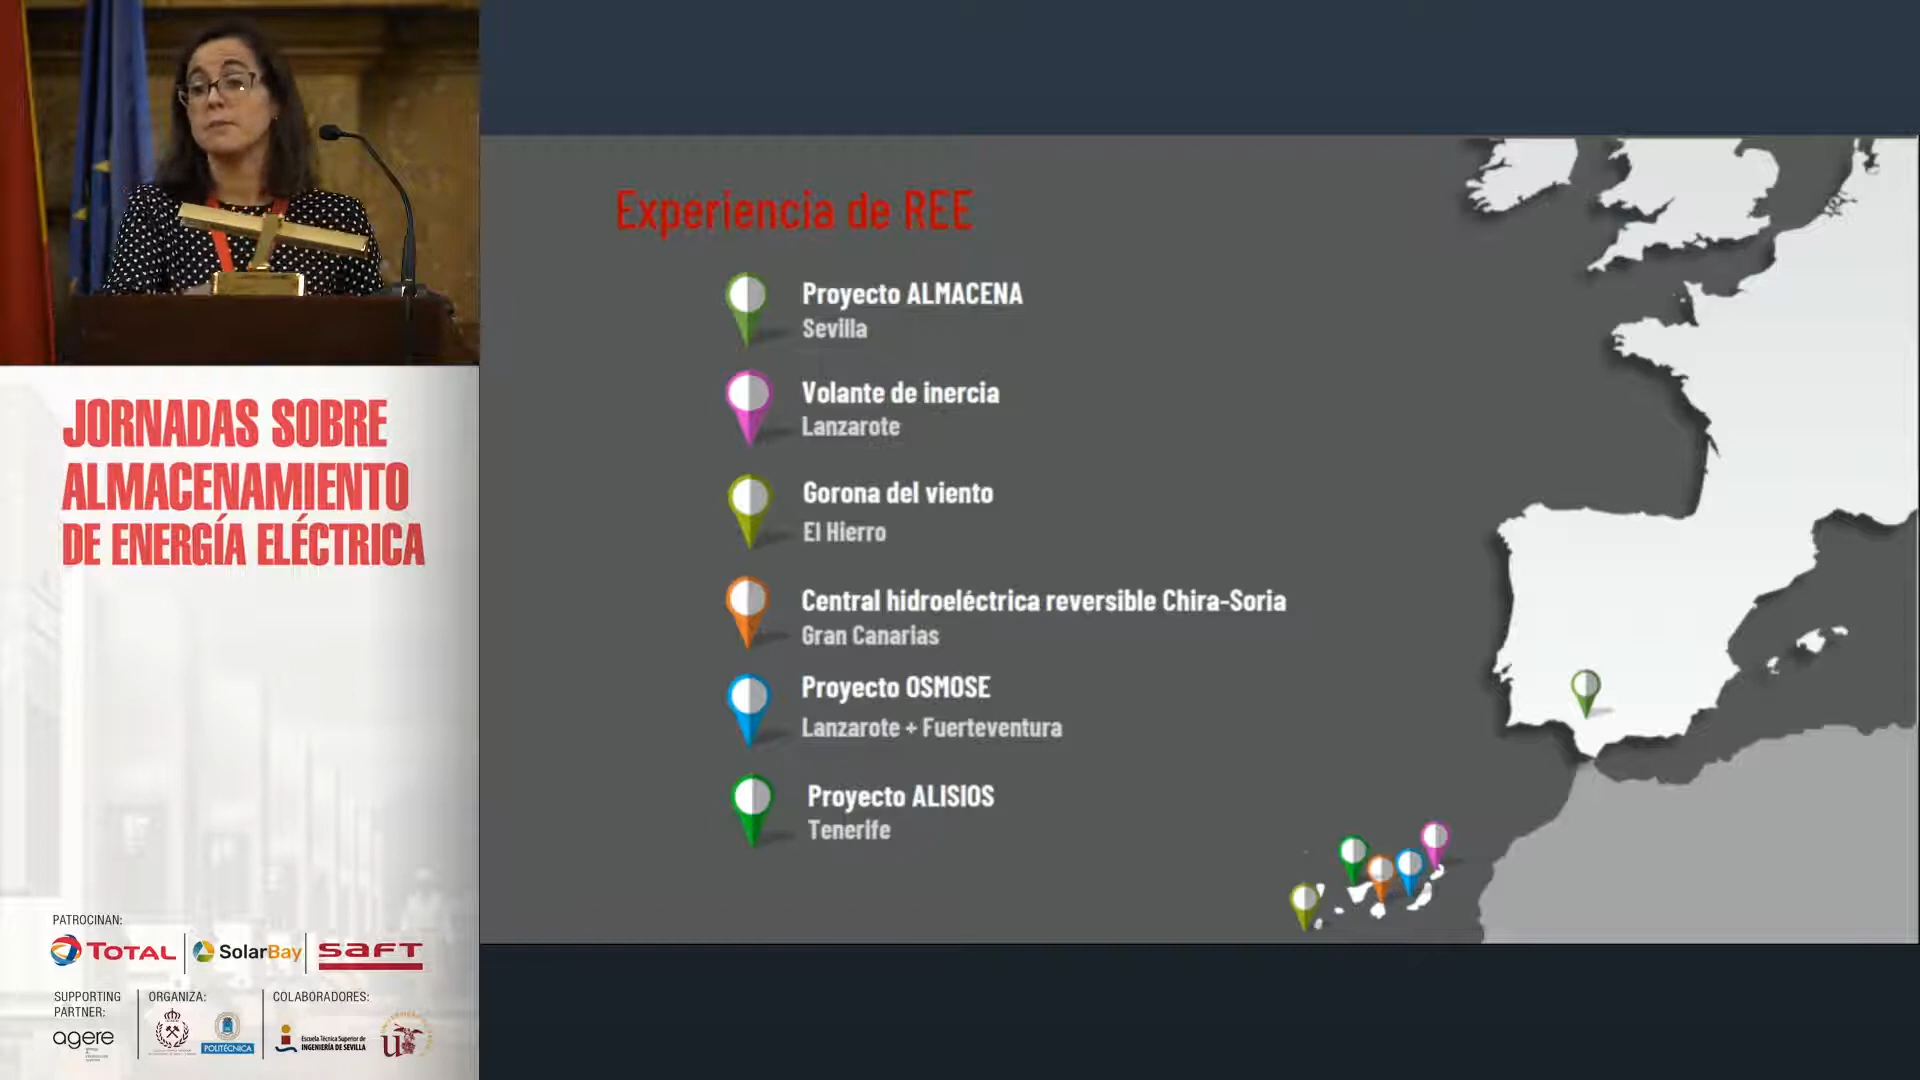 Experiencia de REE
Proyecto ALMACENA
Sevilla
Volante de inercia
Lanzarote
Gorona del viento
El Hierro
Central hidroeléctrica reversible Chira-Soria
Gran Canarias
Proyecto OSMOSE
Lanzarote + Fuerteventura
Proyecto ALISIOS
Tenerife
JORNADAS SOBRE
ALMACENAMIENTO
DE ENERGÍA ELÉCTRICA
PATROCINAN:
TOTAL SolarBay SAFT
SUPPORTING
PARTNER:
agere
ORGANIZA:
POLITÉCNICA
COLABORADORES:
Escuela Técnica Superior de
INGENIERÍA DE SEVILLA